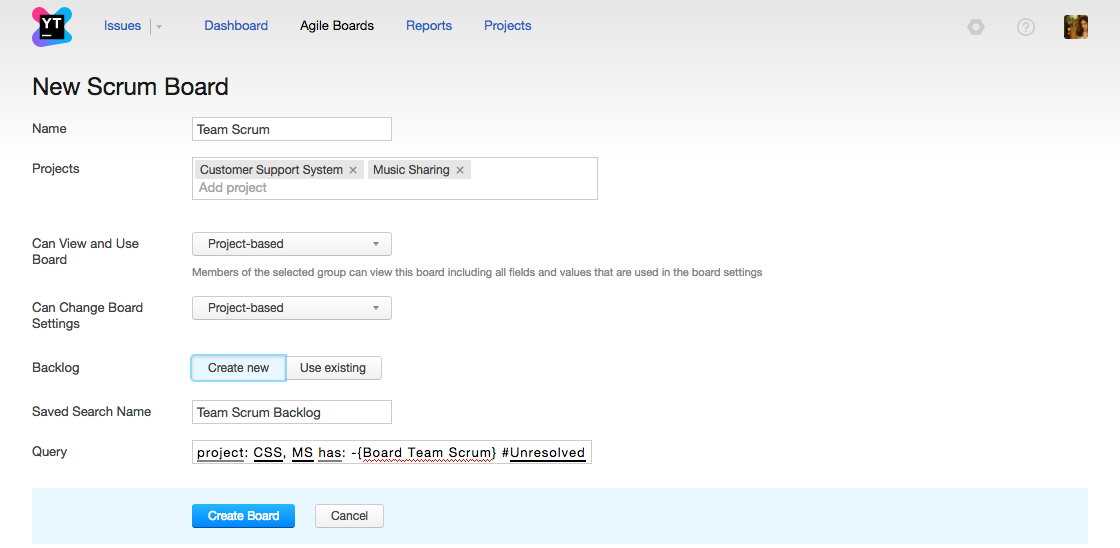 YT
Issues
Dashboard
Agile Boards
Reports
Projects
?
New Scrum Board
Name
Team Scrum
Projects
Customer Support System ×
Music Sharing ×
Add project
Can View and Use
Board
Project-based
Members of the selected group can view this board including all fields and values that are used in the board settings
Can Change Board
Settings
Project-based
Backlog
Create new
Use existing
Saved Search Name
Team Scrum Backlog
Query
project: CSS, MS has: -{Board Team Scrum} #Unresolved
Create Board
Cancel